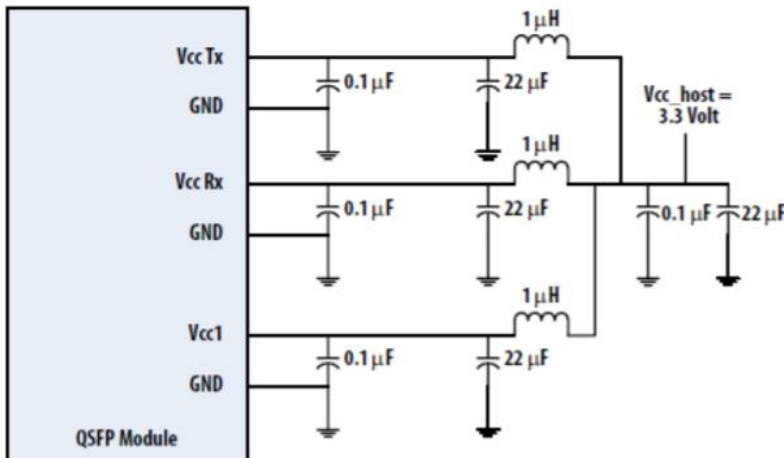 1 μH
Vcc Tx
0.1 μF
22 μF
GND
Vcc_host =
3.3 Volt
1 μH
Vcc Rx
0.1 μF
22 μF
0.1 μF
22 μF
GND
1 μH
Vcc1
0.1 μF
22 μF
GND
QSFP Module